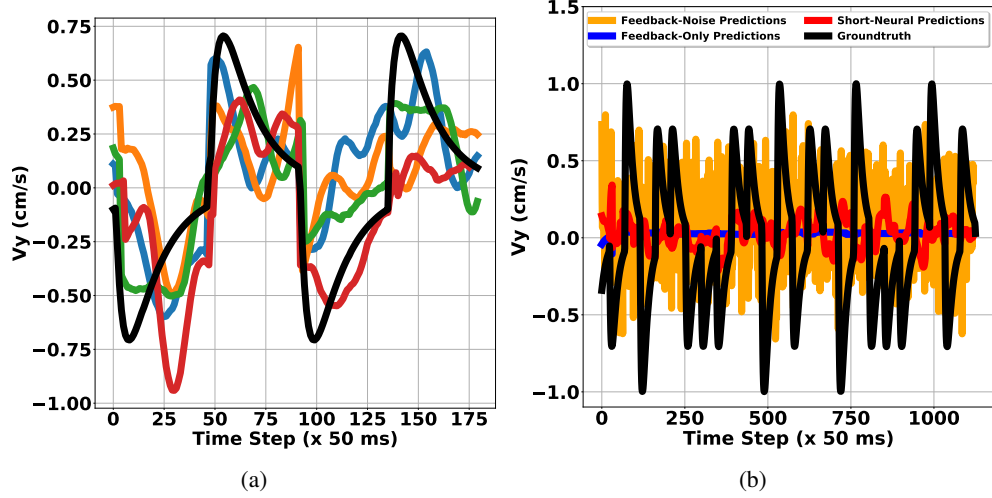 0.75
0.50
0.25
0.00
−0.25
−0.50
−0.75
−1.00
Vy (cm/s)
0 25 50 75 100 125 150 175
Time Step (x 50 ms)
(a)
1.5
1.0
0.5
0.0
−0.5
−1.0
−1.5
Vy (cm/s)
Feedback-Noise Predictions Short-Neural Predictions
Feedback-Only Predictions Groundtruth
0 250 500 750 1000
Time Step (x 50 ms)
(b)